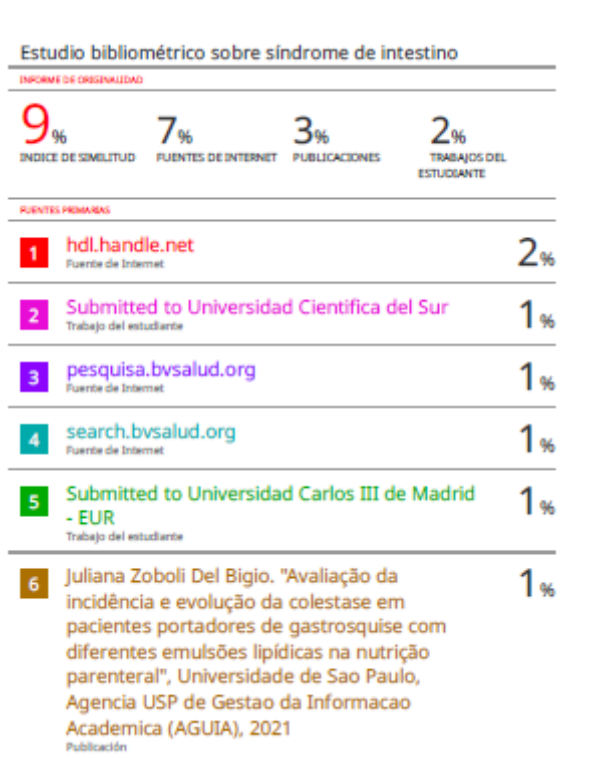 Estudio bibliométrico sobre síndrome de intestino
INFORME DE ORIGINALIDAD
9%
INDICE DE SIMILITUD
7%
FUENTES DE INTERNET
3%
PUBLICACIONES
2%
TRABAJOS DEL
ESTUDIANTE
FUENTES PRIMARIAS
1
hdl.handle.net
Fuente de Internet
2%
2
Submitted to Universidad Cientifica del Sur
Trabajo del estudiante
1%
3
pesquisa.bvsalud.org
Fuente de Internet
1%
4
search.bvsalud.org
Fuente de Internet
1%
5
Submitted to Universidad Carlos III de Madrid
- EUR
Trabajo del estudiante
1%
6
Juliana Zoboli Del Bigio. "Avaliação da
incidência e evolução da colestase em
pacientes portadores de gastrosquise com
diferentes emulsões lipídicas na nutrição
parenteral", Universidade de Sao Paulo,
Agencia USP de Gestao da Informacao
Academica (AGUIA), 2021
Publicación
1%